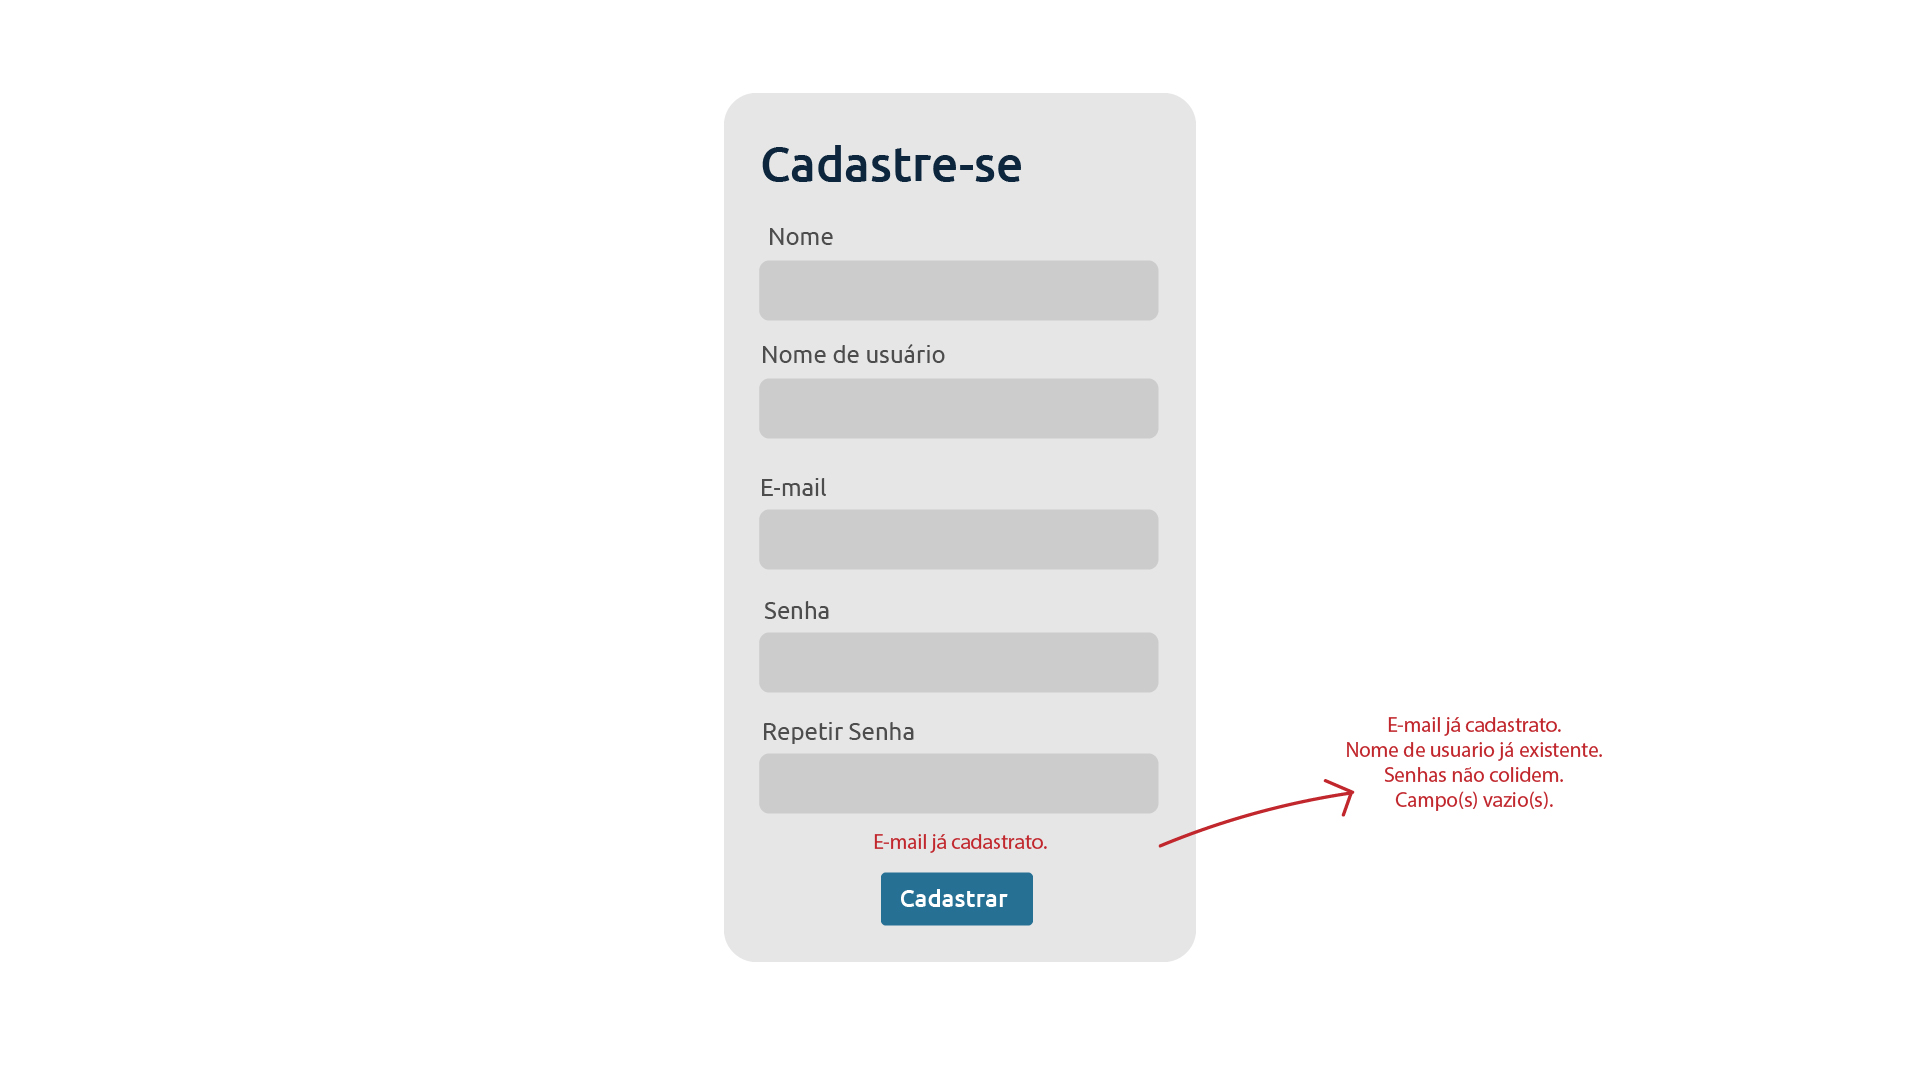 Cadastre-se
Nome
Nome de usuário
E-mail
Senha
Repetir Senha
E-mail já cadastrato.
Cadastrar
E-mail já cadastrato.
Nome de usuario já existente.
Senhas não colidem.
Campo(s) vazio(s).